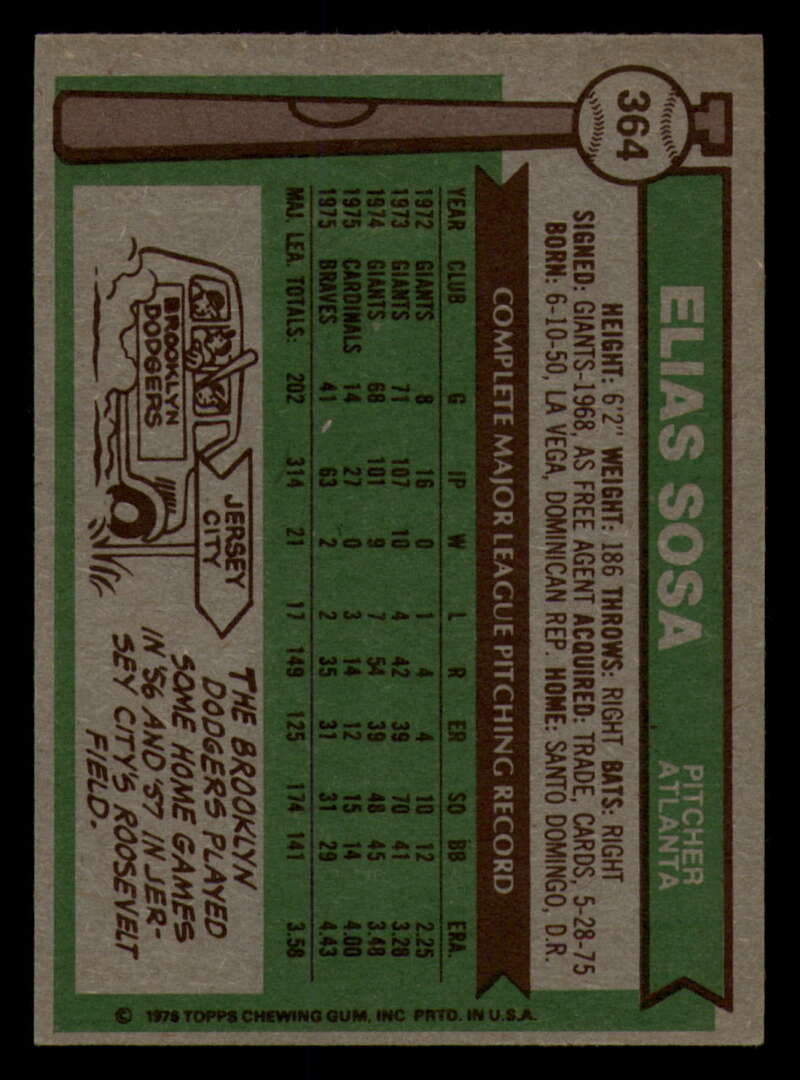 364
ELIAS SOSA
PITCHER
ATLANTA
HEIGHT: 6'2" WEIGHT: 186 THROWS: RIGHT BATS: RIGHT
SIGNED: GIANTS-1968, AS FREE AGENT ACQUIRED: TRADE, CARDS, 5-28-75
BORN: 6-10-50, LA VEGA, DOMINICAN REP. HOME: SANTO DOMINGO, D.R.
COMPLETE MAJOR LEAGUE PITCHING RECORD
YEAR CLUB G IP W L R ER SO BB ERA.
1972 GIANTS 8 16 0 1 4 4 10 12 2.25
1973 GIANTS 71 107 10 4 42 39 70 41 3.28
1974 GIANTS 68 101 9 7 54 39 48 45 3.48
1975 CARDINALS 14 27 0 3 14 12 15 14 4.00
1975 BRAVES 41 63 2 2 35 31 31 29 4.43
MAJ. LEA. TOTALS: 202 314 21 17 149 125 174 141 3.58
BROOKLYN
DODGERS
JERSEY
CITY
THE BROOKLYN
DODGERS PLAYED
SOME HOME GAMES
IN '56 AND '57 IN JER-
SEY CITY'S ROOSEVELT
FIELD.
© 1976 TOPPS CHEWING GUM, INC PRTD. IN U.S.A.